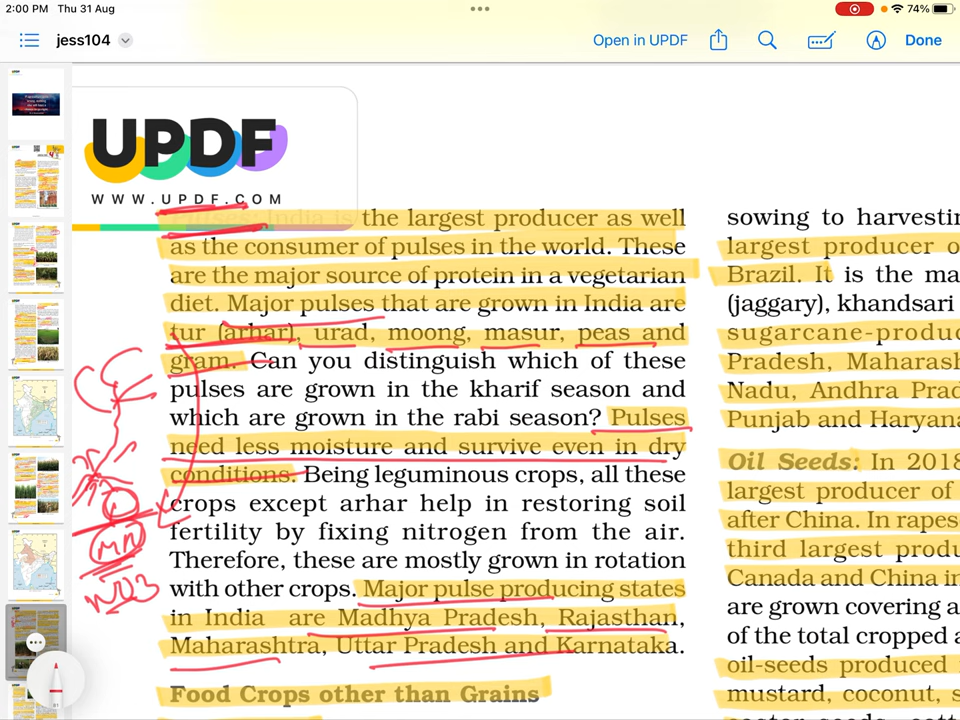 2:00 PM Thu 31 Aug
74%
jess104
Open in UPDF
Done
UPDF
WWW.UPDF.COM
India is the largest producer as well
as the consumer of pulses in the world. These
are the major source of protein in a vegetarian
diet. Major pulses that are grown in India are
tur (arhar), urad, moong, masur, peas and
gram. Can you distinguish which of these
pulses are grown in the kharif season and
which are grown in the rabi season? Pulses
need less moisture and survive even in dry
conditions. Being leguminous crops, all these
crops except arhar help in restoring soil
fertility by fixing nitrogen from the air.
Therefore, these are mostly grown in rotation
with other crops. Major pulse producing states
in India are Madhya Pradesh, Rajasthan,
Maharashtra, Uttar Pradesh and Karnataka.
NO3
Food Crops other than Grains
sowing to harvestin
largest producer o
Brazil. It is the ma
(jaggary), khandsari
sugarcane-produc
Pradesh, Maharash
Nadu, Andhra Prad
Punjab and Haryana
Oil Seeds: In 2018
largest producer of
after China. In rapes
third largest produ
Canada and China in
are grown covering a
of the total cropped a
oil-seeds produced
mustard, coconut, s